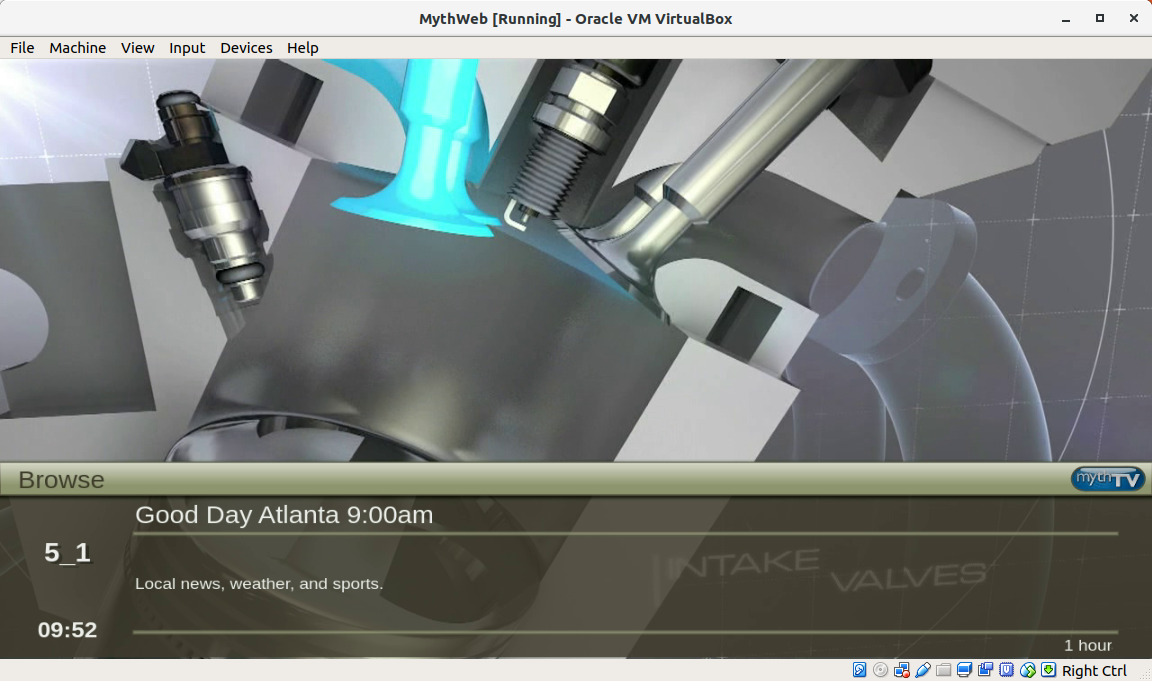 MythWeb [Running] - Oracle VM VirtualBox
File Machine View Input Devices Help
Browse
mythTV
Good Day Atlanta 9:00am
5_1
INTAKE
VALVES
Local news, weather, and sports.
09:52
1 hour
Right Ctrl